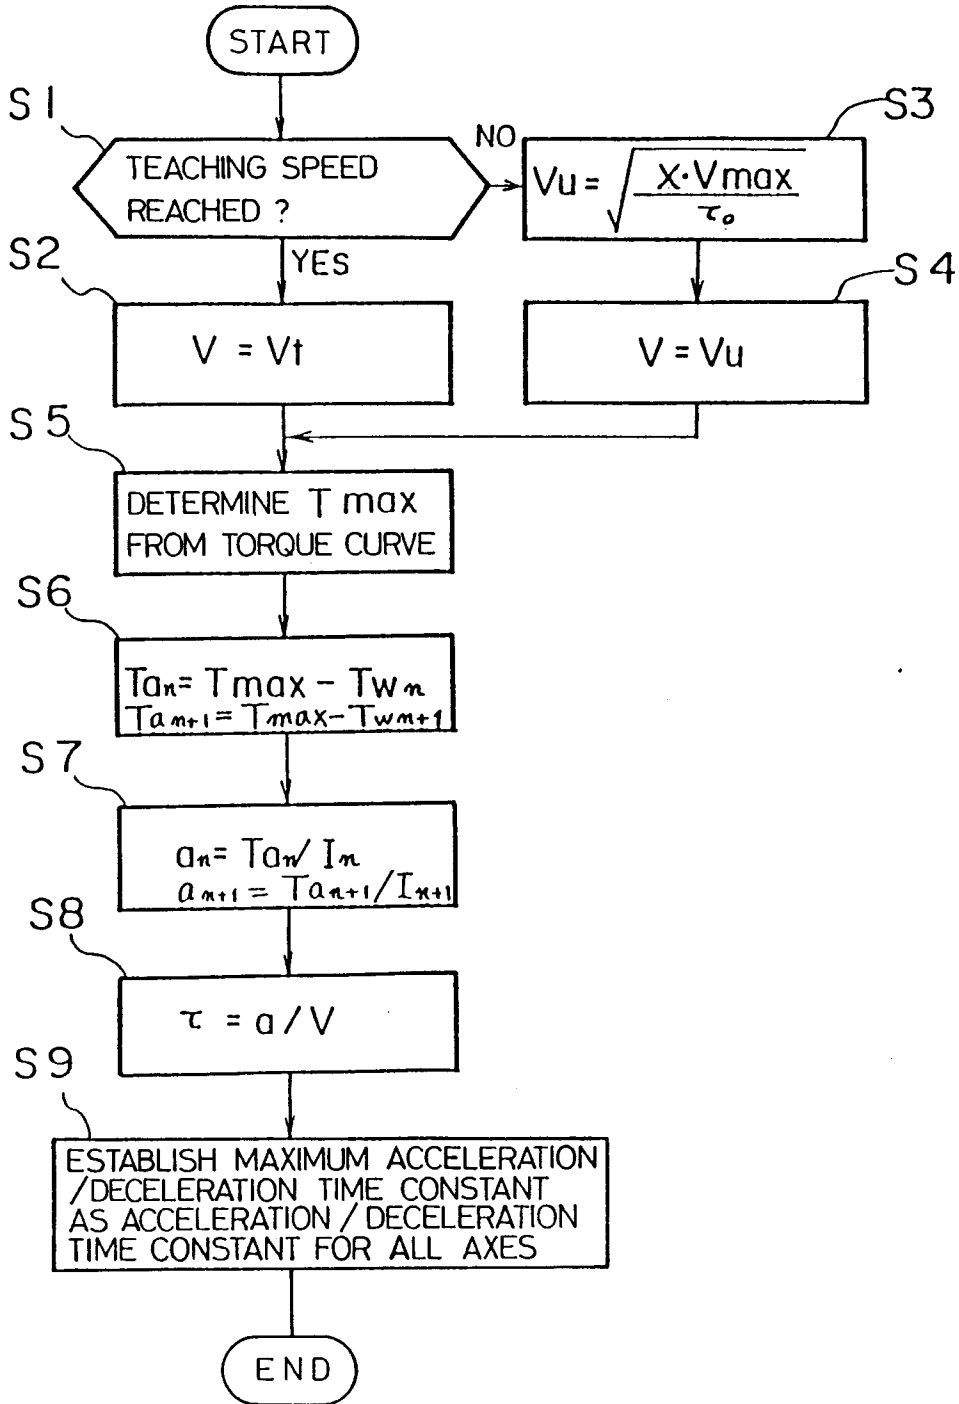 START
S1
TEACHING SPEED
REACHED ?
NO
YES
S3
Vu = √(X·Vmax / τo)
S2
V = Vt
S4
V = Vu
S5
DETERMINE Tmax
FROM TORQUE CURVE
S6
Tan = Tmax – Twn
Tan+1 = Tmax – Twn+1
S7
an = Tan / In
an+1 = Tan+1 / In+1
S8
τ = a / V
S9
ESTABLISH MAXIMUM ACCELERATION
/DECELERATION TIME CONSTANT
AS ACCELERATION / DECELERATION
TIME CONSTANT FOR ALL AXES
END